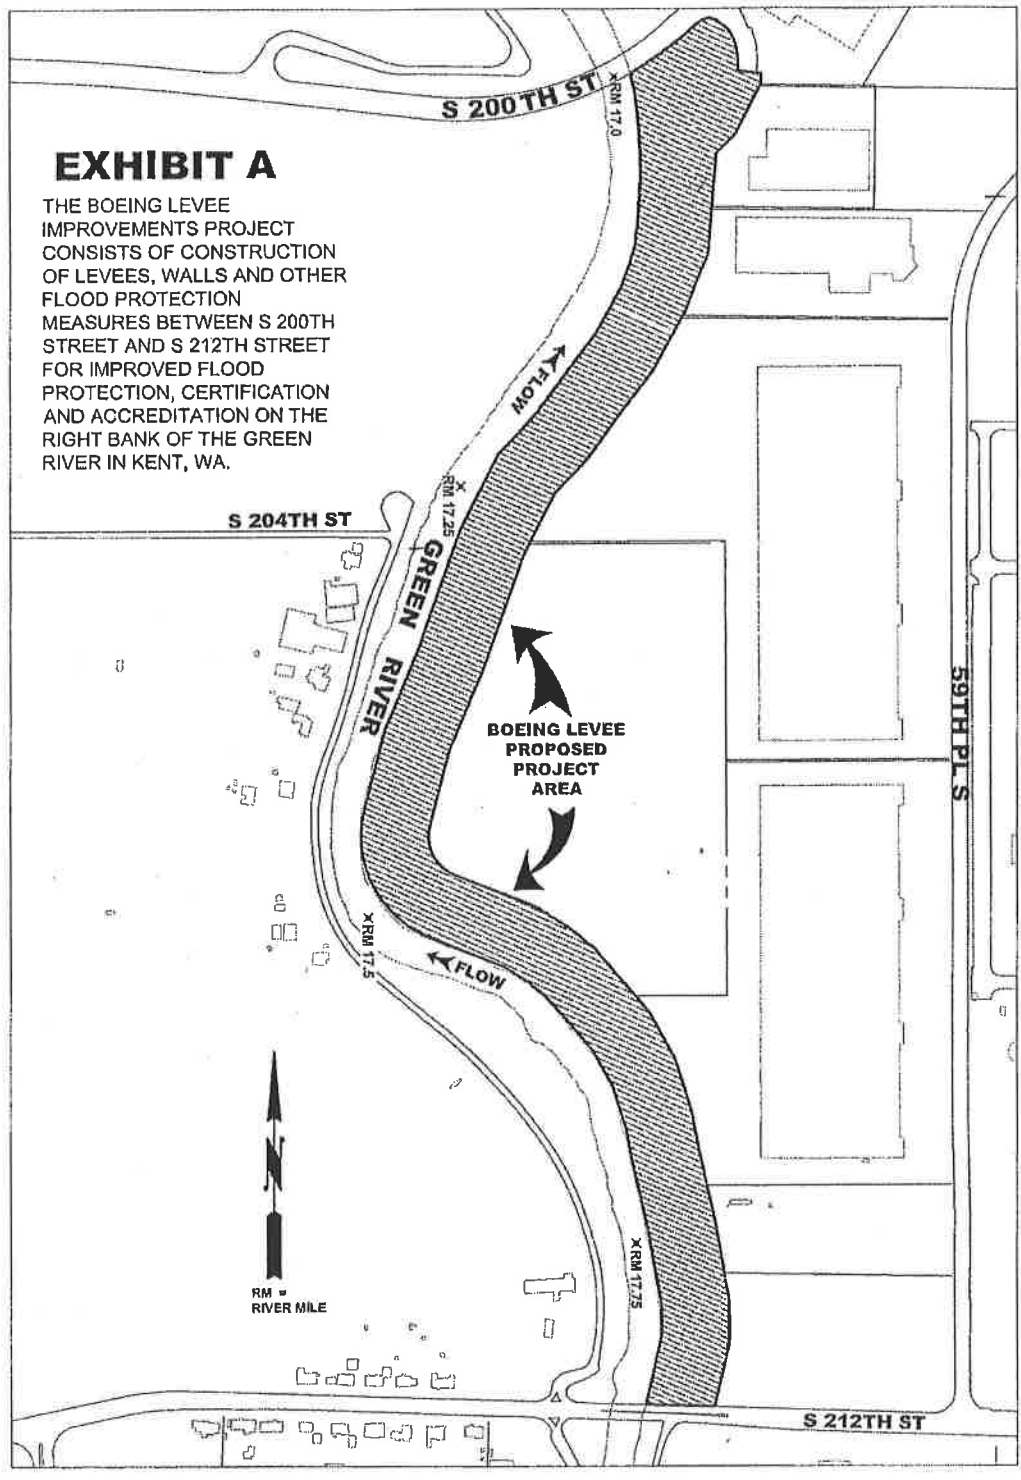 S 200TH ST
RM 17.0
EXHIBIT A
THE BOEING LEVEE
IMPROVEMENTS PROJECT
CONSISTS OF CONSTRUCTION
OF LEVEES, WALLS AND OTHER
FLOOD PROTECTION
MEASURES BETWEEN S 200TH
STREET AND S 212TH STREET
FOR IMPROVED FLOOD
PROTECTION, CERTIFICATION
AND ACCREDITATION ON THE
RIGHT BANK OF THE GREEN
RIVER IN KENT, WA.
FLOW
RM 17.25
S 204TH ST
GREEN RIVER
BOEING LEVEE
PROPOSED
PROJECT
AREA
59TH PL S
RM 17.5
FLOW
N
RM =
RIVER MILE
RM 17.75
S 212TH ST